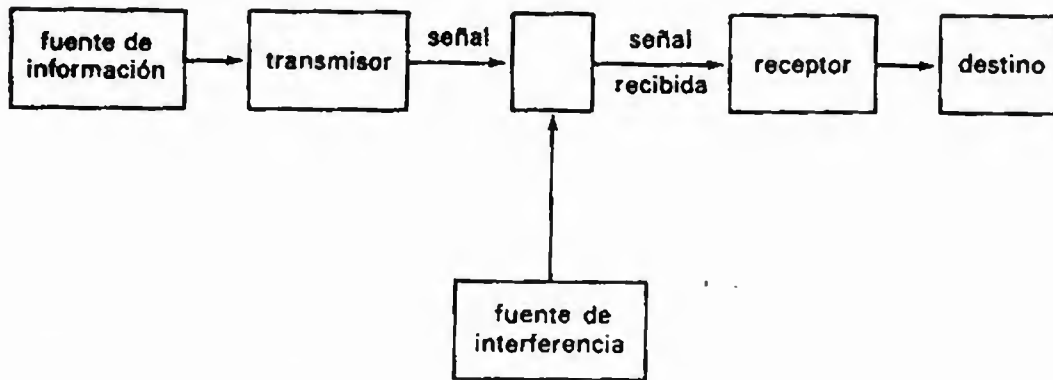 fuente de
información
transmisor
señal
señal
recibida
receptor
destino
fuente de
interferencia